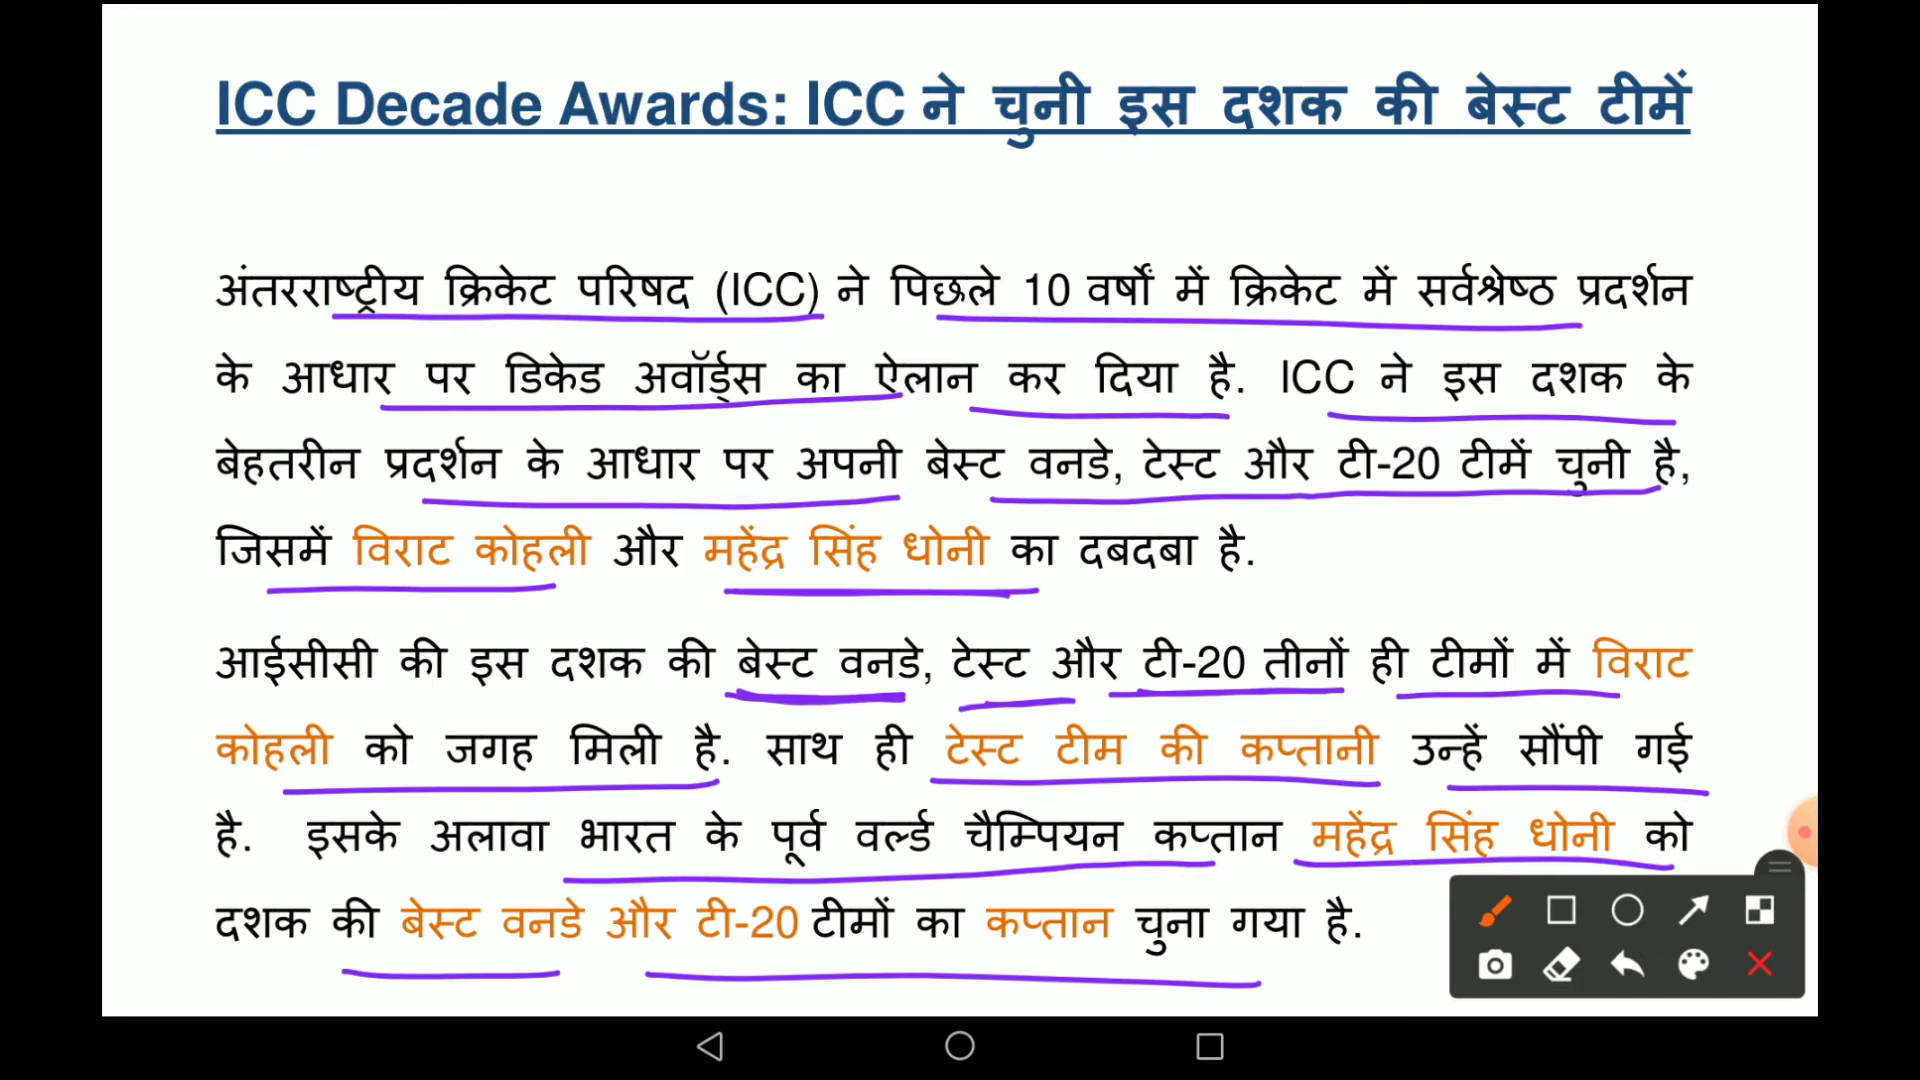 ICC Decade Awards: ICC ने चुनी इस दशक की बेस्ट टीमें
अंतरराष्ट्रीय क्रिकेट परिषद (ICC) ने पिछले 10 वर्षों में क्रिकेट में सर्वश्रेष्ठ प्रदर्शन
के आधार पर डिकेड अवॉर्ड्स का ऐलान कर दिया है. ICC ने इस दशक के
बेहतरीन प्रदर्शन के आधार पर अपनी बेस्ट वनडे, टेस्ट और टी-20 टीमें चुनी है,
जिसमें विराट कोहली और महेंद्र सिंह धोनी का दबदबा है.
आईसीसी की इस दशक की बेस्ट वनडे, टेस्ट और टी-20 तीनों ही टीमों में विराट
कोहली को जगह मिली है. साथ ही टेस्ट टीम की कप्तानी उन्हें सौंपी गई
है. इसके अलावा भारत के पूर्व वर्ल्ड चैम्पियन कप्तान महेंद्र सिंह धोनी को
दशक की बेस्ट वनडे और टी-20 टीमों का कप्तान चुना गया है.